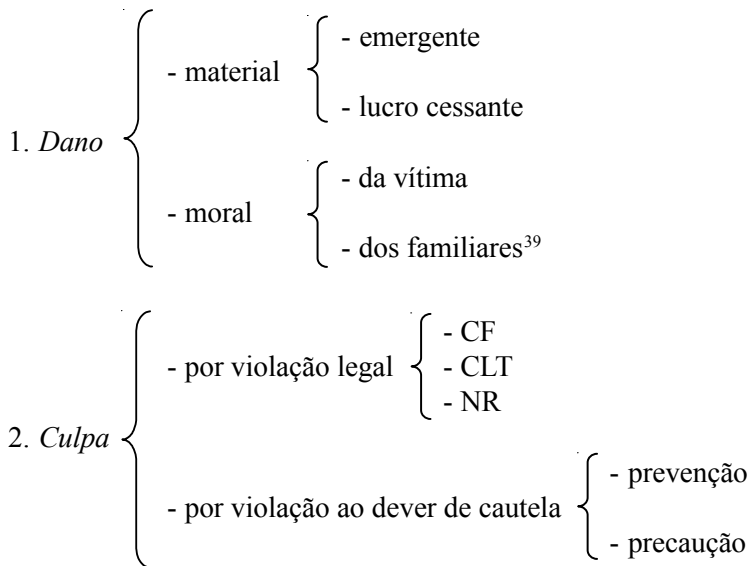 - emergente
- material
- lucro cessante
1. Dano
- da vítima
- moral
- dos familiares39
- CF
- por violação legal
- CLT
- NR
2. Culpa
- prevenção
- por violação ao dever de cautela
- precaução